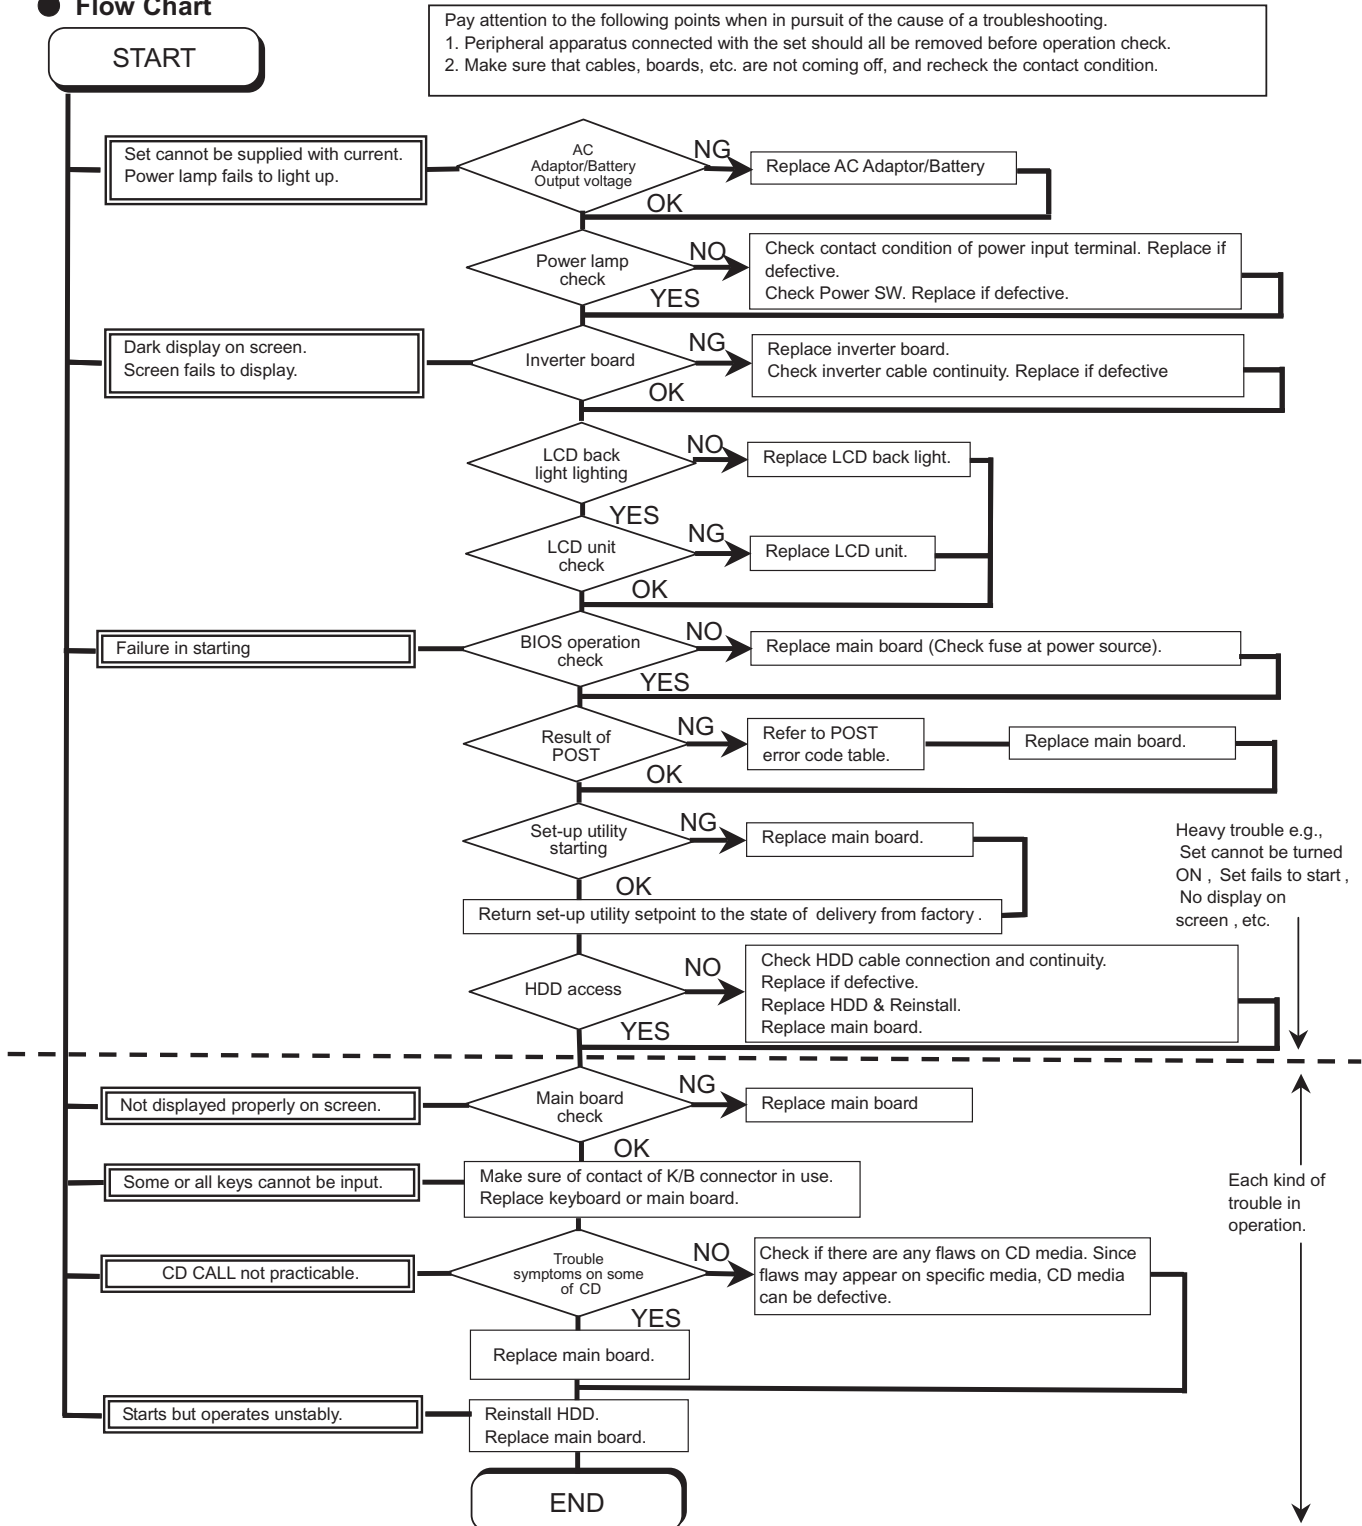 ● Flow Chart
START
Pay attention to the following points when in pursuit of the cause of a troubleshooting.
1. Peripheral apparatus connected with the set should all be removed before operation check.
2. Make sure that cables, boards, etc. are not coming off, and recheck the contact condition.
Set cannot be supplied with current.
Power lamp fails to light up.
AC
Adaptor/Battery
Output voltage
NG
Replace AC Adaptor/Battery
OK
Power lamp
check
NO
Check contact condition of power input terminal. Replace if
defective.
Check Power SW. Replace if defective.
YES
Dark display on screen.
Screen fails to display.
Inverter board
NG
Replace inverter board.
Check inverter cable continuity. Replace if defective
OK
LCD back
light lighting
NO
Replace LCD back light.
YES
LCD unit
check
NG
Replace LCD unit.
OK
Failure in starting
BIOS operation
check
NO
Replace main board (Check fuse at power source).
YES
Result of
POST
NG
Refer to POST
error code table.
Replace main board.
OK
Set-up utility
starting
NG
Replace main board.
OK
Return set-up utility setpoint to the state of delivery from factory .
Heavy trouble e.g.,
Set cannot be turned
ON , Set fails to start ,
No display on
screen , etc.
HDD access
NO
Check HDD cable connection and continuity.
Replace if defective.
Replace HDD & Reinstall.
Replace main board.
YES
Not displayed properly on screen.
Main board
check
NG
Replace main board
OK
Some or all keys cannot be input.
Make sure of contact of K/B connector in use.
Replace keyboard or main board.
Each kind of
trouble in
operation.
CD CALL not practicable.
Trouble
symptoms on some
of CD
NO
Check if there are any flaws on CD media. Since
flaws may appear on specific media, CD media
can be defective.
YES
Replace main board.
Starts but operates unstably.
Reinstall HDD.
Replace main board.
END